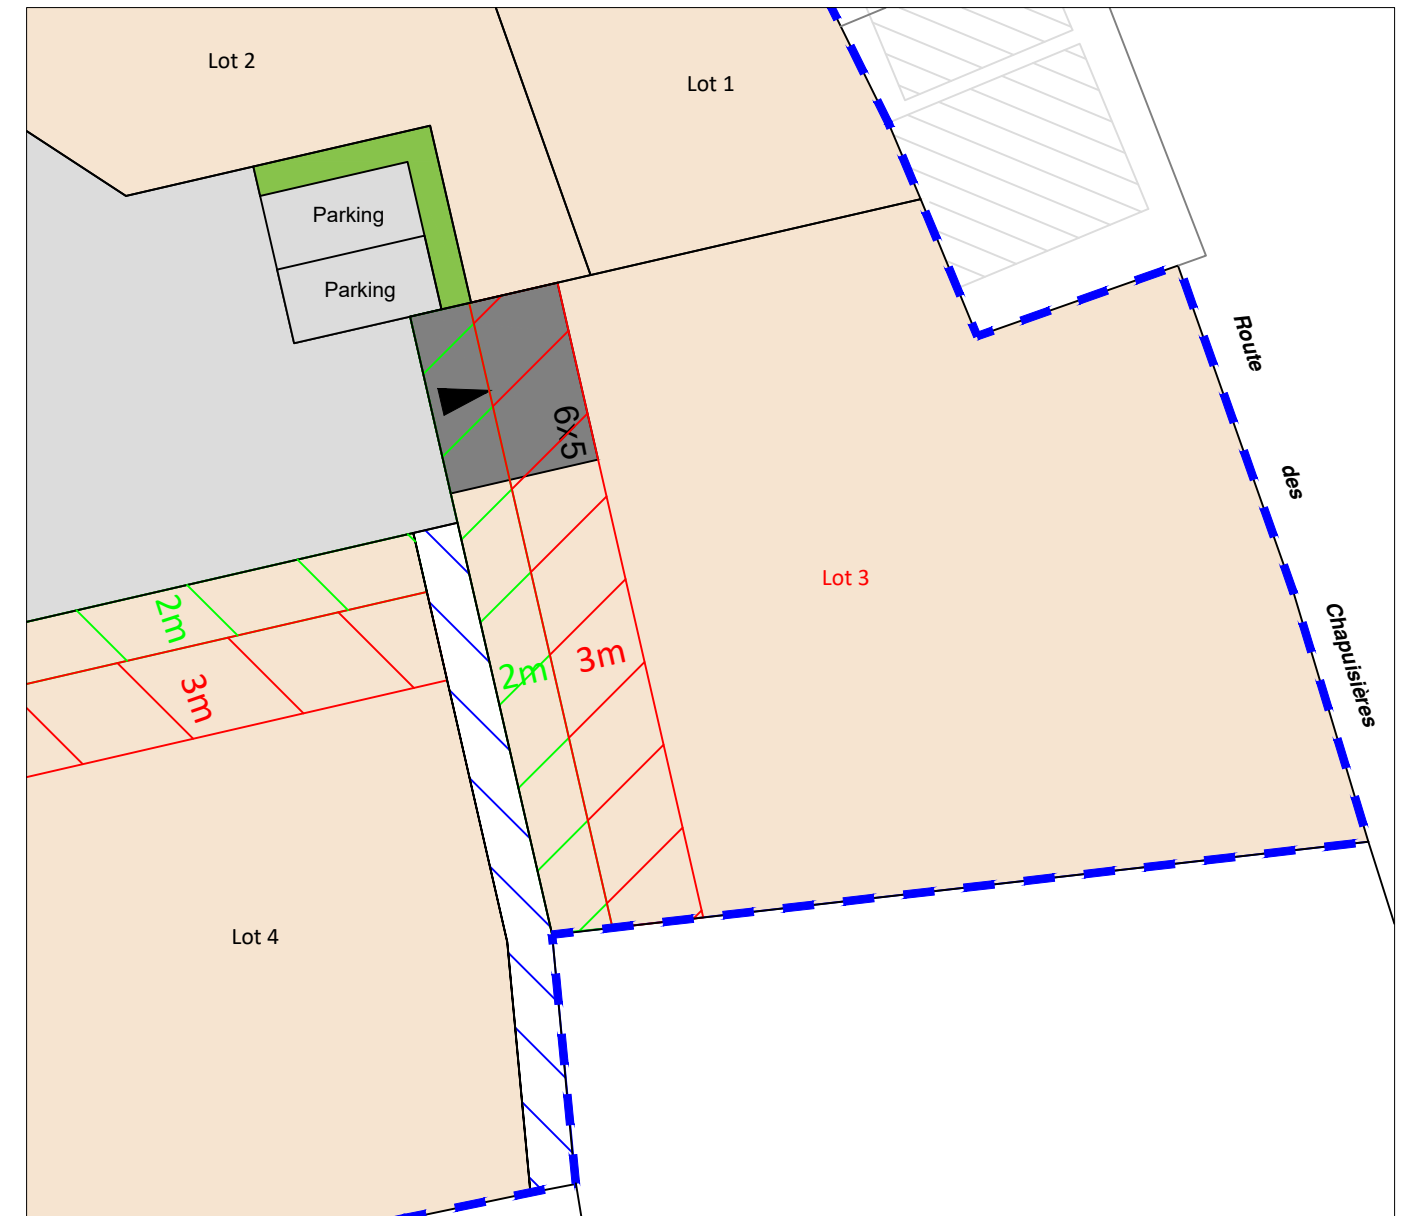 Lot 2
Lot 1
Parking
Parking
Route
des
Chapuisières
6x5
Lot 3
2m
3m
2m
3m
Lot 4